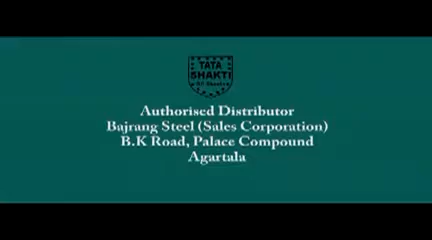 TATA
SHAKTI
Authorised Distributor
Bajrang Steel (Sales Corporation)
B.K Road, Palace Compound
Agartala